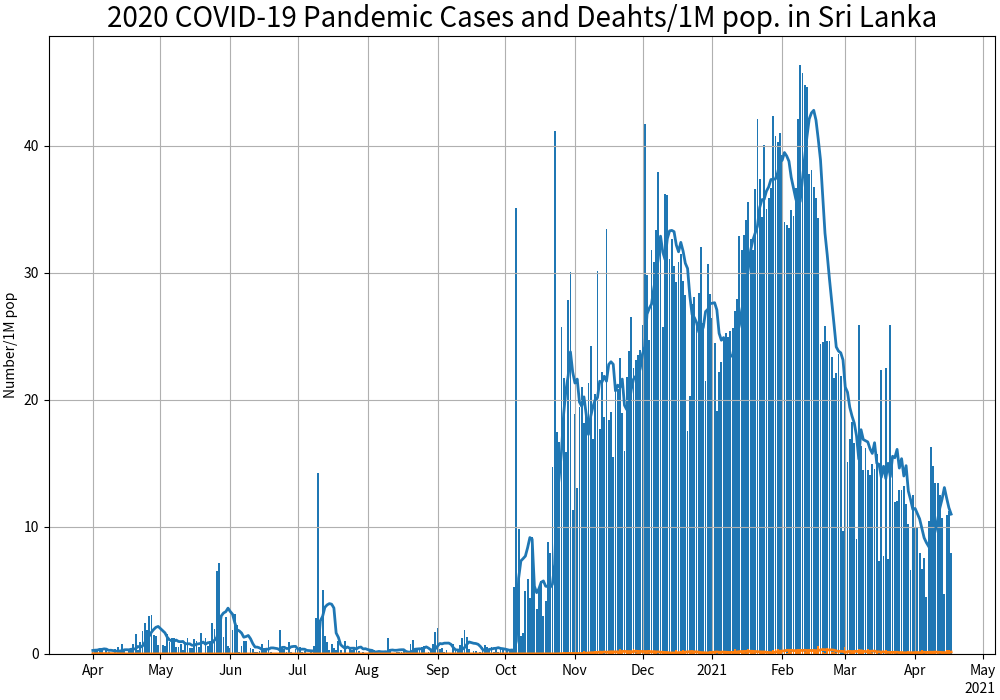 2020 COVID-19 Pandemic Cases and Deahts/1M pop. in Sri Lanka
Number/1M pop
40
30
20
10
0
Apr May Jun Jul Aug Sep Oct Nov Dec 2021 Feb Mar Apr May
2021